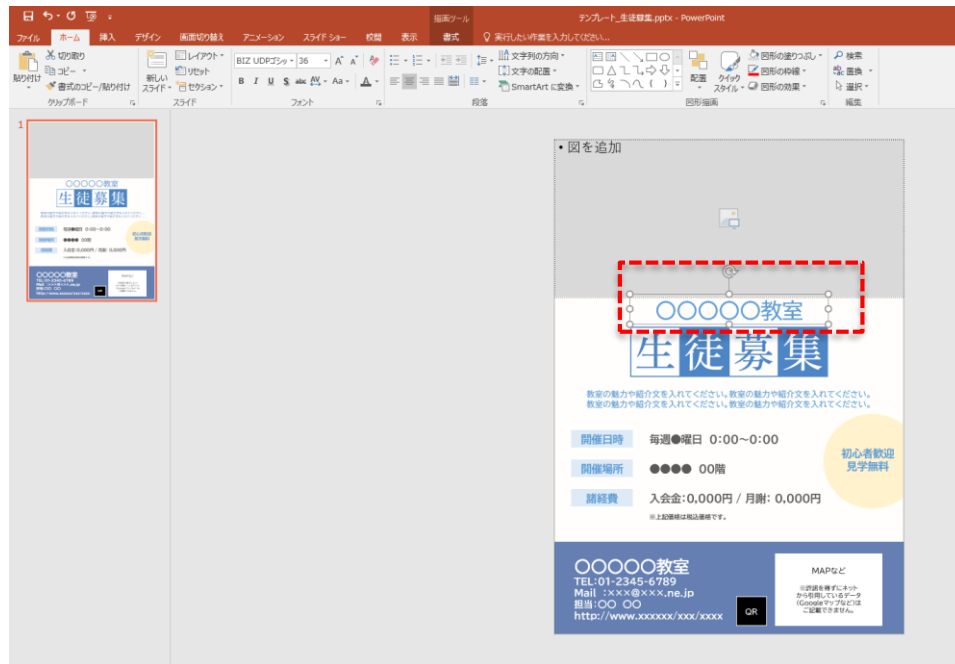 描画ツール
テンプレート_生徒募集.pptx - PowerPoint
ファイル ホーム 挿入 デザイン 画面切り替え アニメーション スライド ショー 校閲 表示 書式 実行したい作業を入力してください...
貼り付け
切り取り
コピー
書式のコピー/貼り付け
クリップボード
新しい
スライド
レイアウト
リセット
セクション
スライド
BIZ UDPゴシッ 36
B I U S abc AV Aa A
フォント
文字列の方向
文字の配置
SmartArt に変換
段落
配置
クイック
スタイル
図形の塗りつぶし
図形の枠線
図形の効果
図形描画
検索
置換
選択
編集
1
〇〇〇〇〇教室
生徒募集
• 図を追加
〇〇〇〇〇教室
生徒募集
教室の魅力や紹介文を入れてください。教室の魅力や紹介文を入れてください。
教室の魅力や紹介文を入れてください。教室の魅力や紹介文を入れてください。
開催日時 毎週●曜日 0:00～0:00
開催場所 ●●●● 00階
諸経費 入会金:0,000円 / 月謝: 0,000円
※上記価格は税込価格です。
初心者歓迎
見学無料
〇〇〇〇〇教室
TEL:01-2345-6789
Mail :×××@×××.ne.jp
担当:〇〇 〇〇
http://www.xxxxxx/xxx/xxxx
QR
MAPなど
※許諾を得ずにネット
から引用しているデータ
(Googleマップなど)は
ご記載できません。